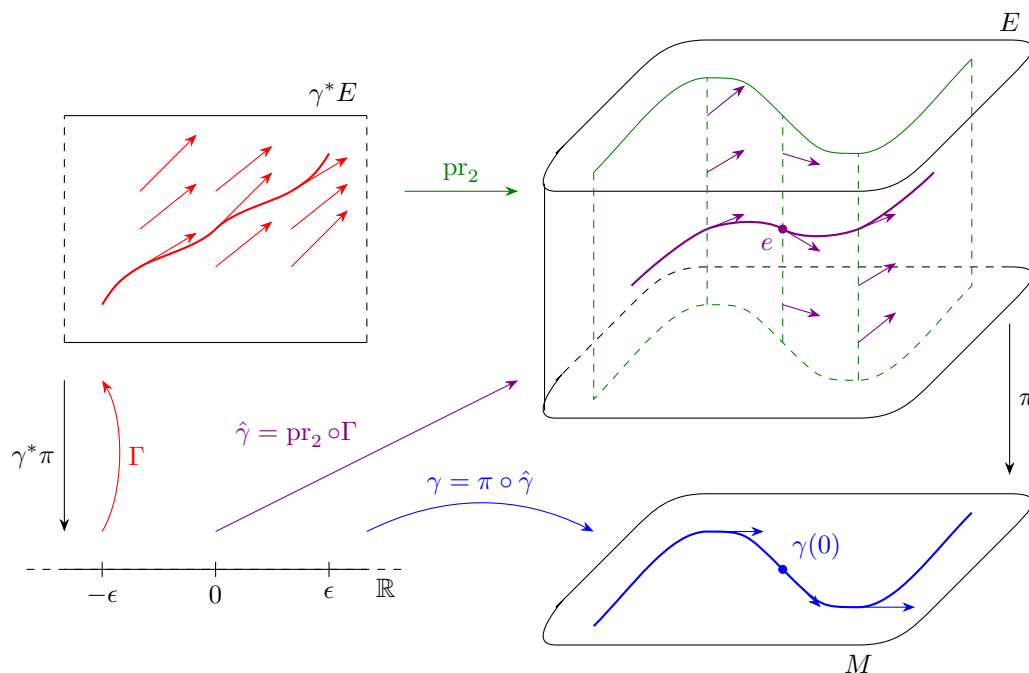 E
γ*E
pr₂
e
γ̂ = pr₂ ∘Γ
π
γ*π
Γ
γ = π ∘ γ̂
γ(0)
−ϵ
0
ϵ
ℝ
M